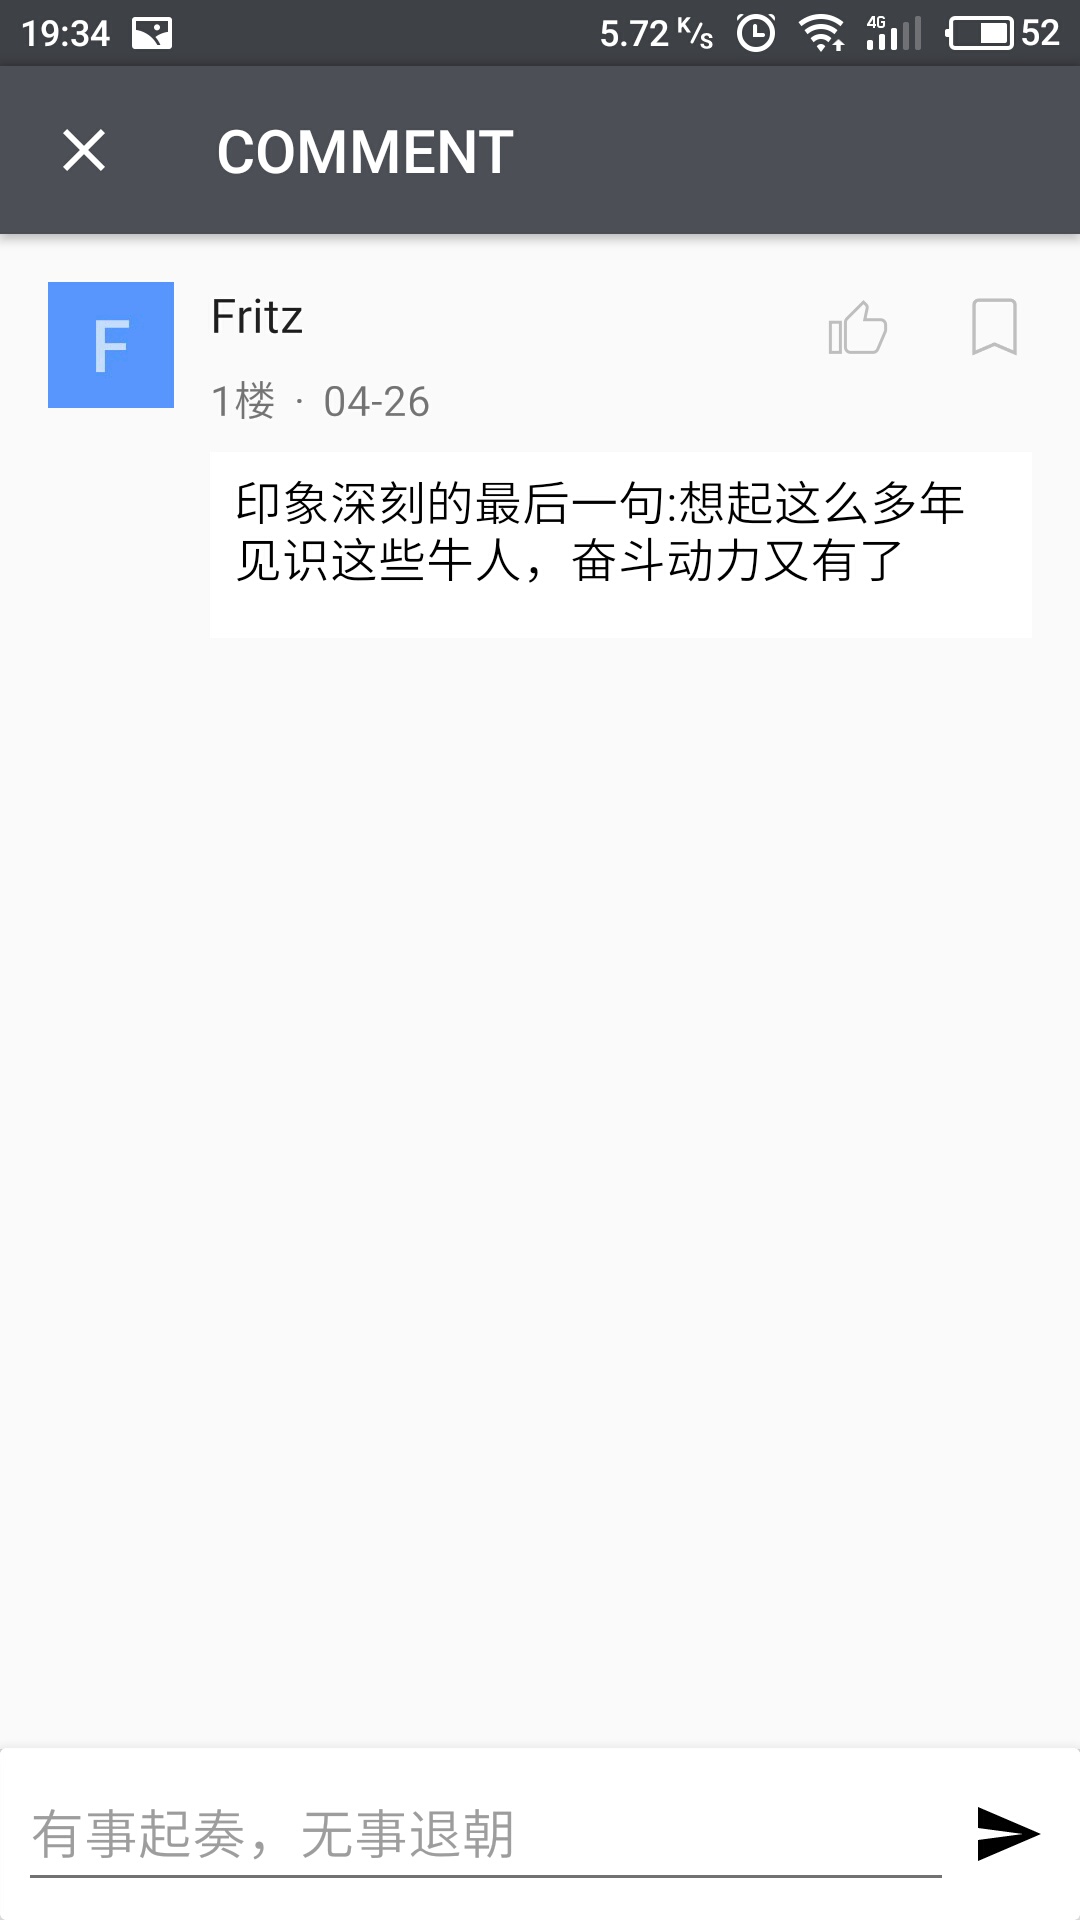 19:34
5.72 K/s
4G
52
COMMENT
F
Fritz
1楼 · 04-26
印象深刻的最后一句:想起这么多年
见识这些牛人，奋斗动力又有了
有事起奏，无事退朝